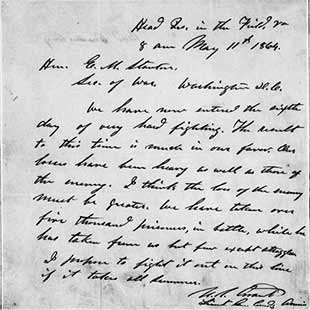 Head Qrs. in the Field. Va
8 am May 11th 1864.
Hon. E. M. Stanton,
Sec. of War. Washington D.C.
We have now entered the sixth
day of very hard fighting. The result
to this time is much in our favor. Our
losses have been heavy as well as those of
the enemy. I think the loss of the enemy
must be greater. We have taken over
five thousand prisoners, in battle, while he
has taken from us but few except stragglers
I propose to fight it out on this line
if it takes all summer.
U. S. Grant
Lieut. Gen. Comdg